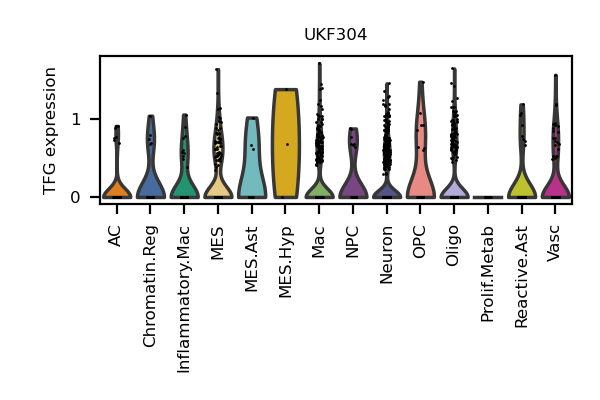 UKF304
TFG expression
1
0
AC
Chromatin.Reg
Inflammatory.Mac
MES
MES.Ast
MES.Hyp
Mac
NPC
Neuron
OPC
Oligo
Prolif.Metab
Reactive.Ast
Vasc